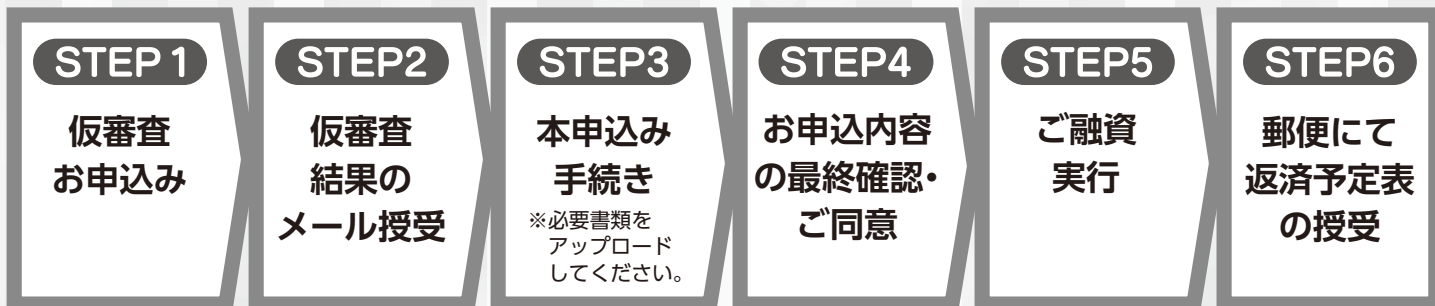 STEP 1
仮審査
お申込み
STEP2
仮審査
結果の
メール授受
STEP3
本申込み
手続き
※必要書類を
アップロード
してください。
STEP4
お申込内容
の最終確認・
ご同意
STEP5
ご融資
実行
STEP6
郵便にて
返済予定表
の授受